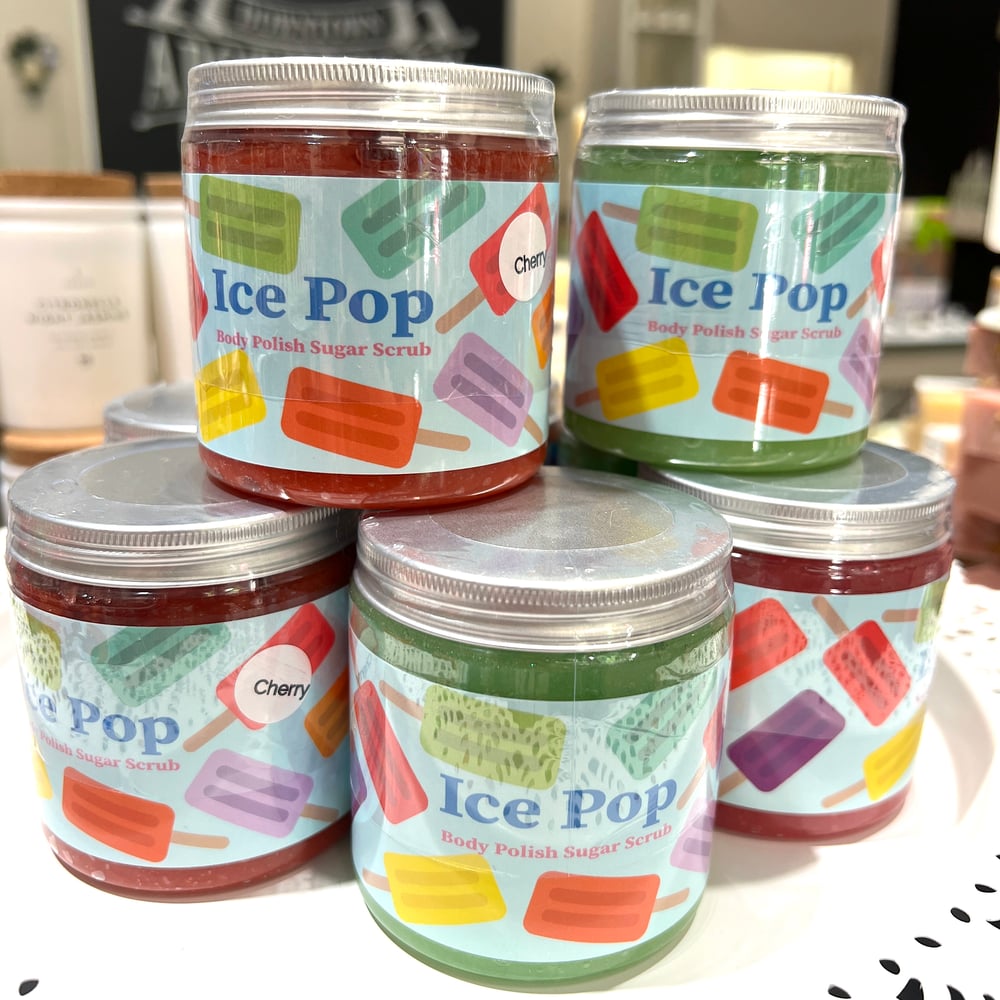 DOWNTOWN
Ice Pop
Body Polish Sugar Scrub
Cherry
Ice Pop
Body Polish Sugar Scrub
Pop
Polish Sugar Scrub
Cherry
Ice Pop
Body Polish Sugar Scrub